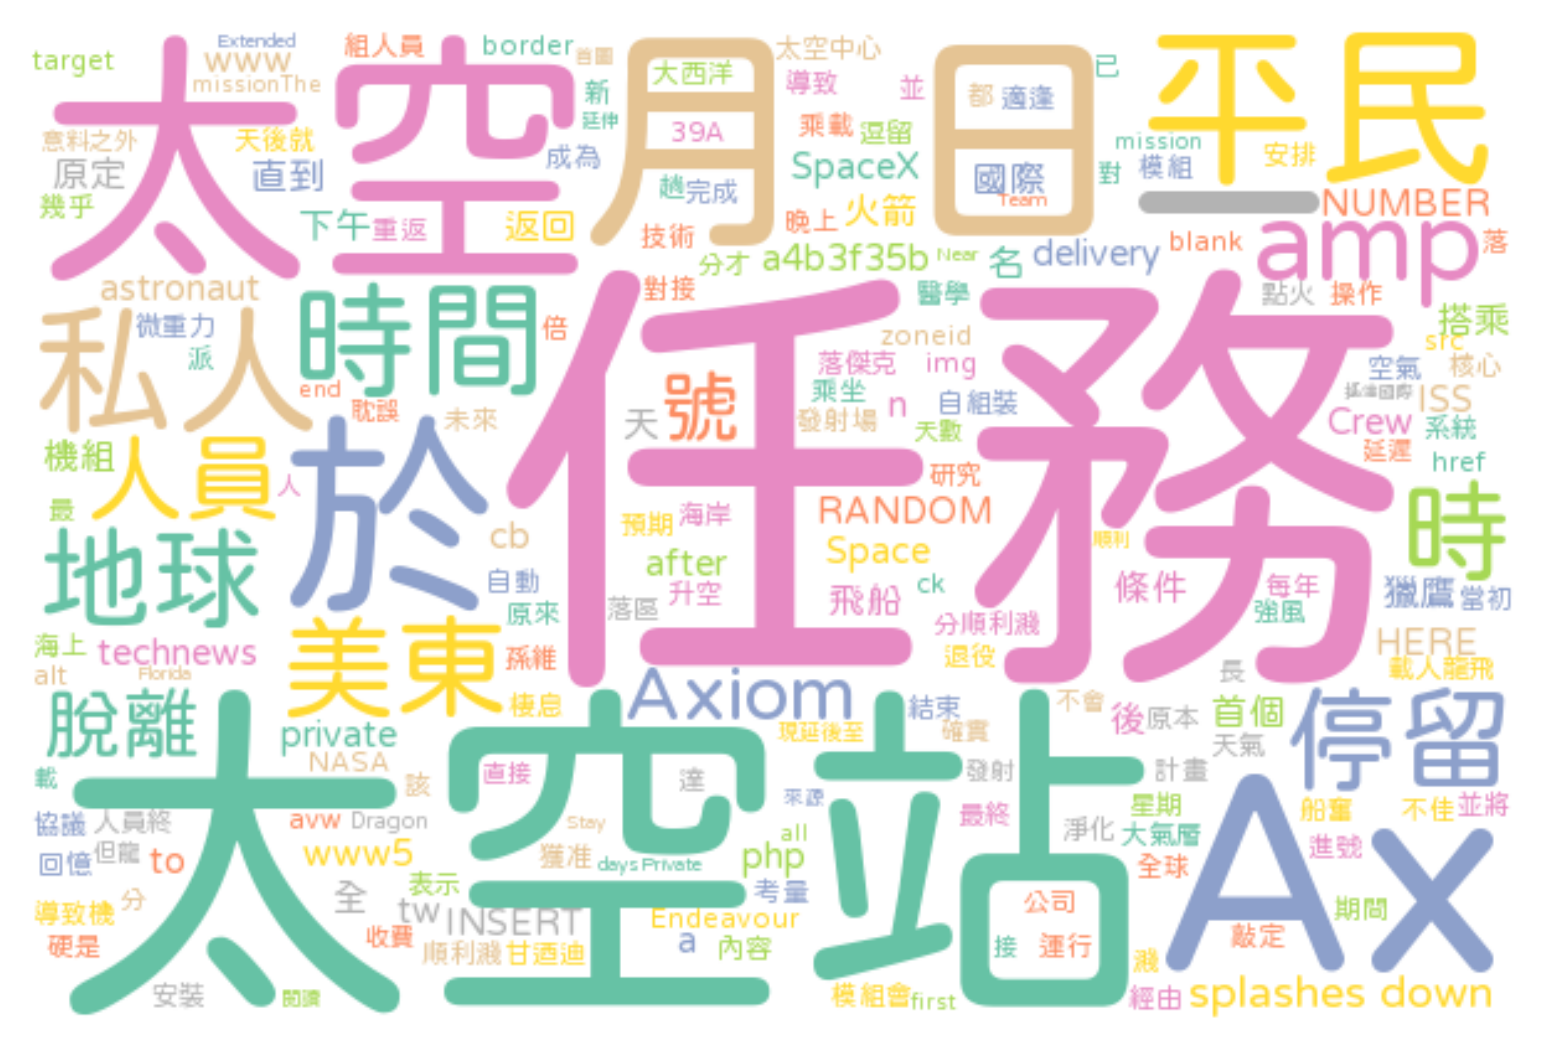 target
Extended
www
missionThe
組人員
border
首圖
太空中心
太空
月
日
平民
大西洋
39A
趟
完成
新
延伸
成為
導致
並
乘載
逗留
SpaceX
都
適逢
國際
Team
已
mission
模組
對
安排
意料之外
天後就
原定
直到
幾乎
下午
重返
返回
技術
晚上
火箭
分才
a4b3f35b
Near
名
delivery
blank
NUMBER
amp
落
astronaut
對接
醫學
點火
操作
私人
微重力
派
時間
倍
end
耽誤
未來
任務
zoneid
落傑克
img
乘坐
n
自組裝
發射場
天數
天
號
搭乘
src
空氣
核心
ISS
Crew
系統
延遲
href
機組
人員
人
最
於
研究
RANDOM
預期
海岸
after
升空
Space
ck
飛船
順利
時
地球
cb
自動
原來
落區
分順利濺
條件
每年
強風
獵鷹
當初
HERE
海上
technews
alt
Florida
美東
孫維
棲息
退役
長
載人龍飛
脫離
private
NASA
Axiom
現延後至
結束
確實
不會
後
原本
首個
天氣
停留
載
該
太空站
直接
達
來源
發射
計畫
最終
星期
船奮
不佳
並將
協議
人員終
但龍
回憶
to
avw
Dragon
www5
Stay
獲准
days Private
all
php
淨化
大氣層
全球
進號
Ax
表示
全
tw
INSERT
Endeavour
考量
公司
期間
導致機
分
硬是
收費
順利濺
甘迺迪
a
內容
接
運行
敲定
濺
安裝
閱讀
模組會
first
經由
splashes down